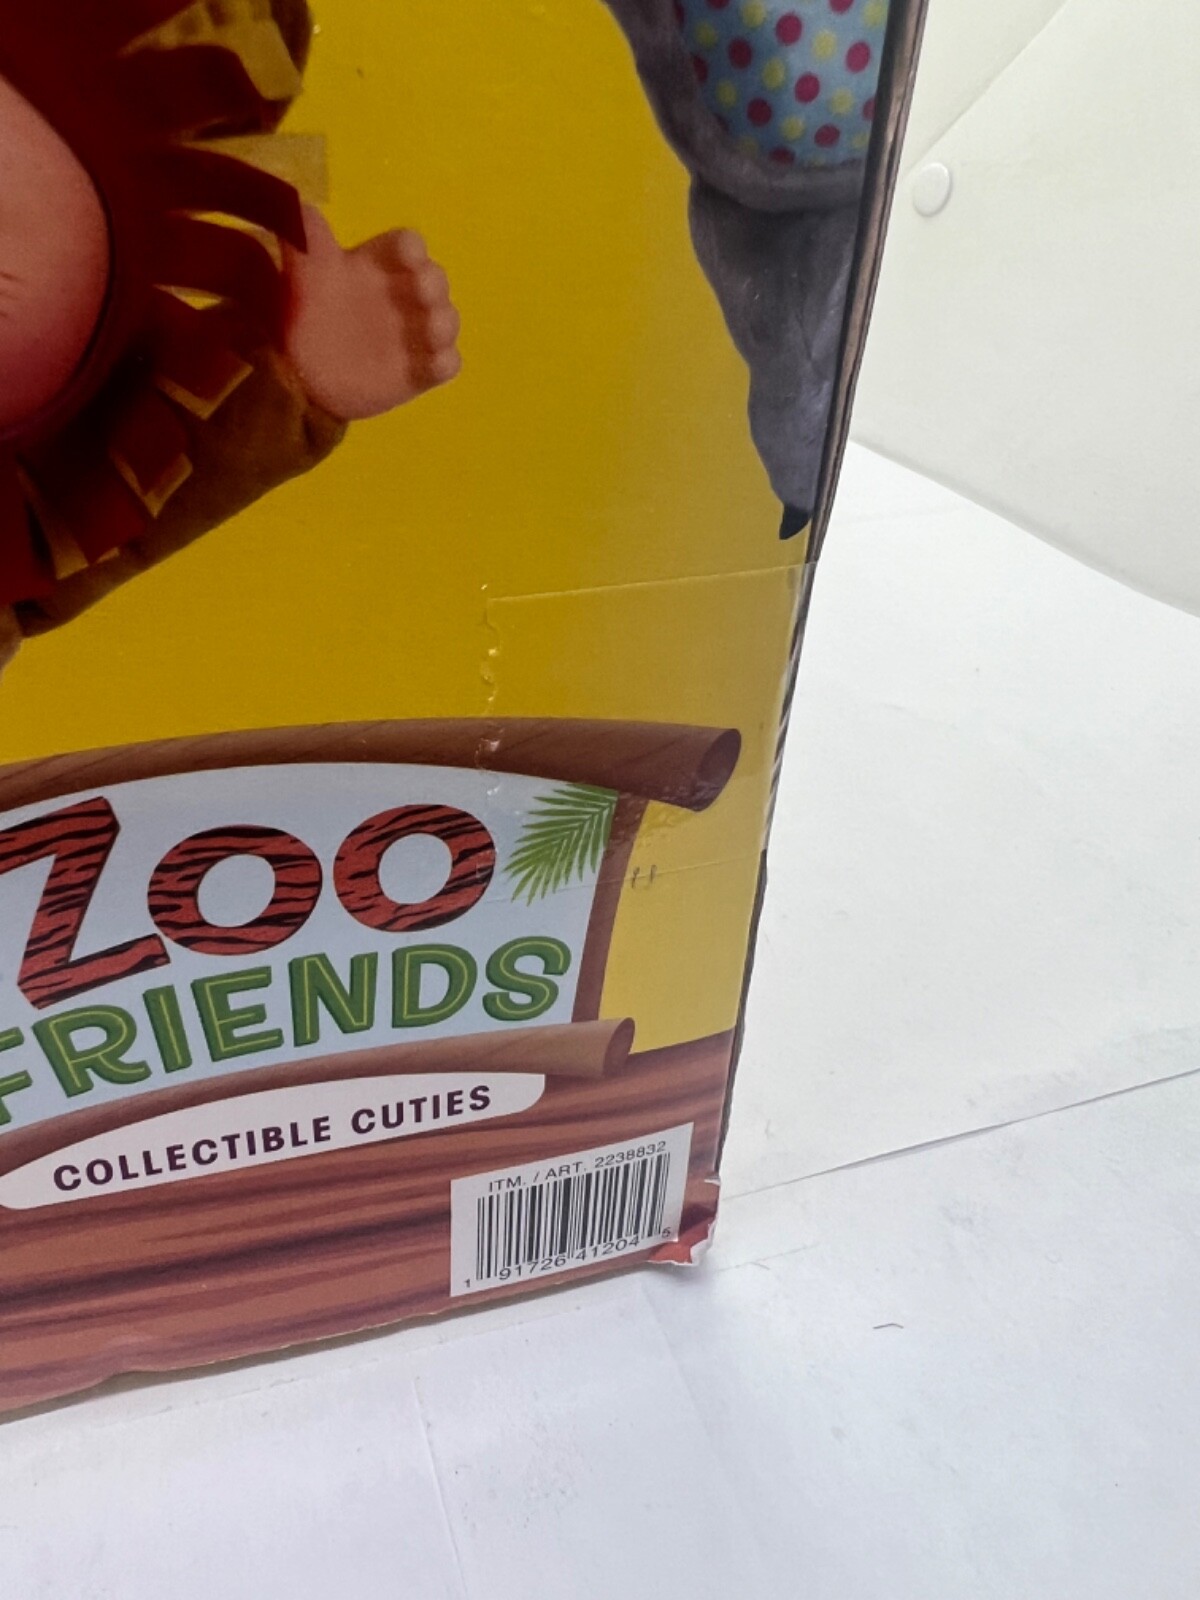 ZOO
FRIENDS
COLLECTIBLE CUTIES
ITM. / ART. 2238832
1 91726 41204 5